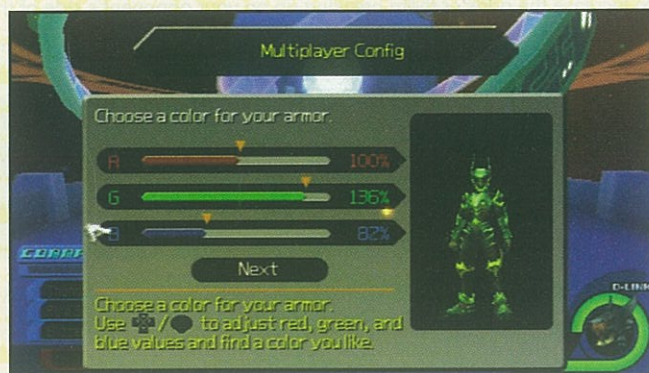 Multiplayer Config
Choose a color for your armor.
R 100%
G 136%
B 82%
Next
Choose a color for your armor.
Use / to adjust red, green, and
blue values and find a color you like.
D-LINK